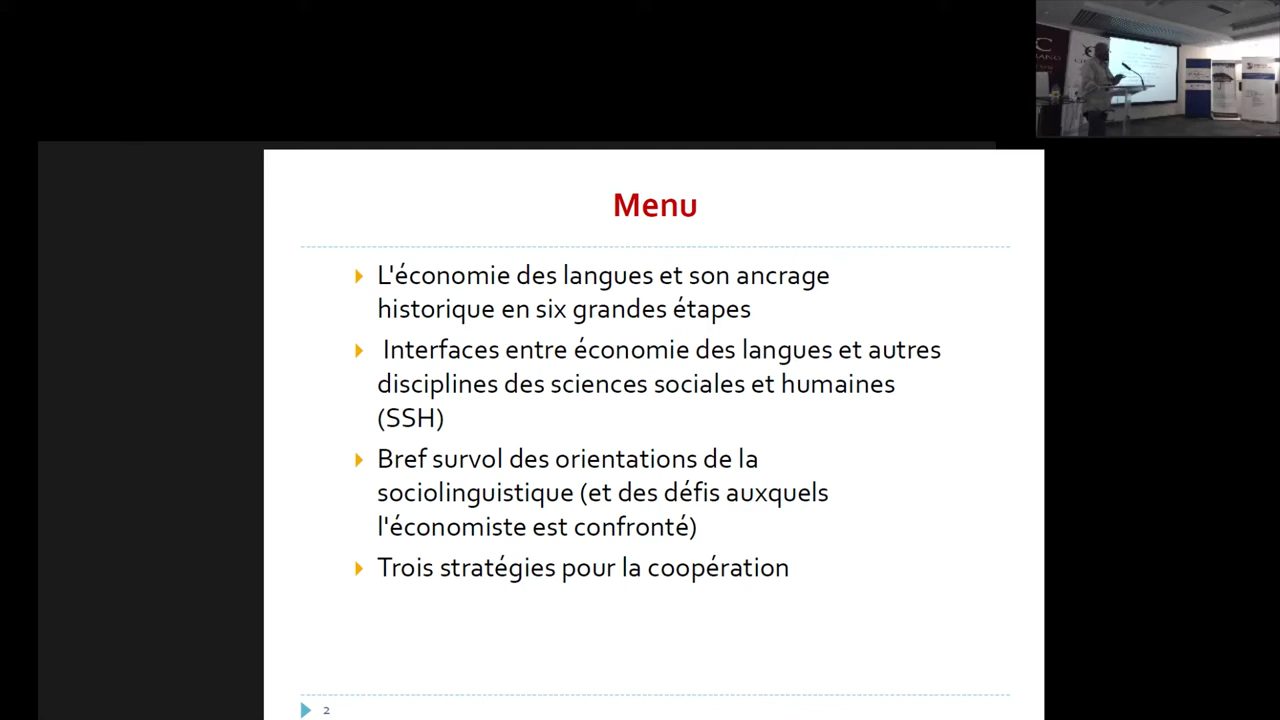 Menu
L'économie des langues et son ancrage
historique en six grandes étapes
Interfaces entre économie des langues et autres
disciplines des sciences sociales et humaines
(SSH)
Bref survol des orientations de la
sociolinguistique (et des défis auxquels
l'économiste est confronté)
Trois stratégies pour la coopération
2